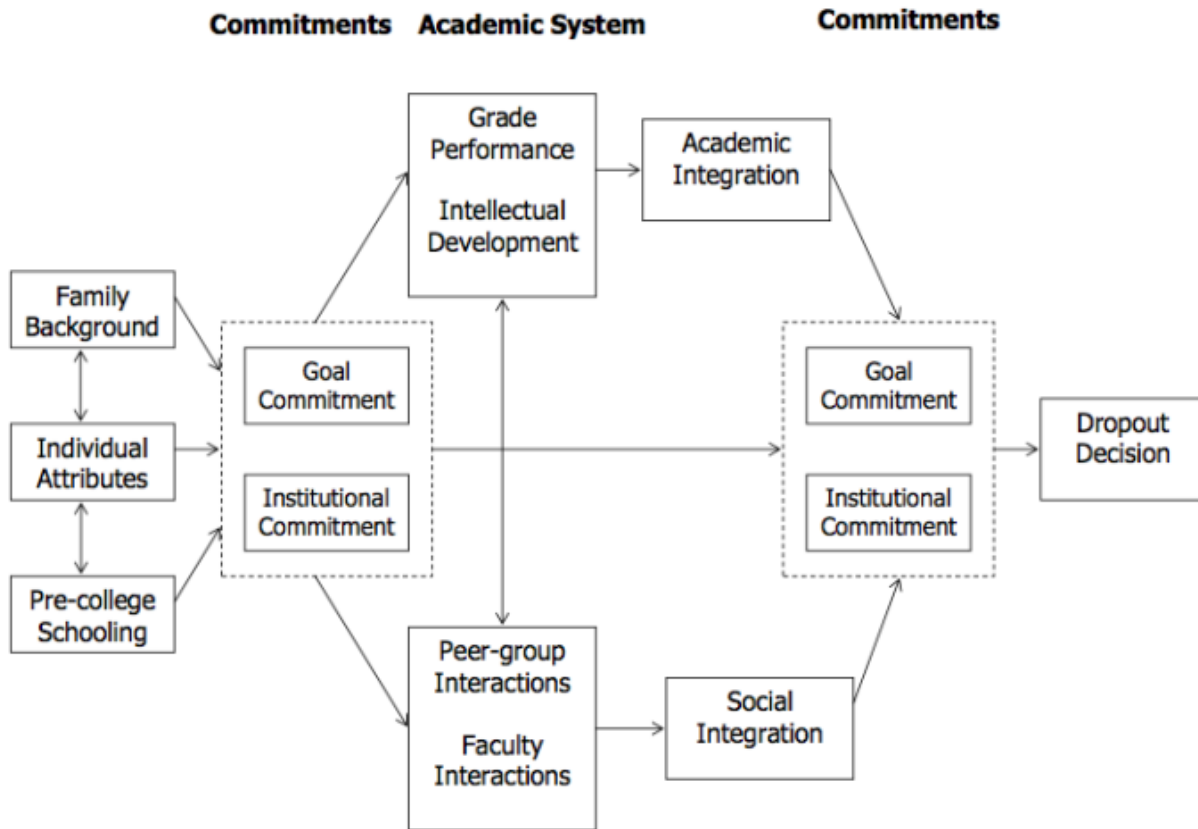 Commitments
Academic System
Commitments
Grade
Performance
Intellectual
Development
Academic
Integration
Family
Background
Individual
Attributes
Pre-college
Schooling
Goal
Commitment
Institutional
Commitment
Goal
Commitment
Institutional
Commitment
Dropout
Decision
Peer-group
Interactions
Faculty
Interactions
Social
Integration